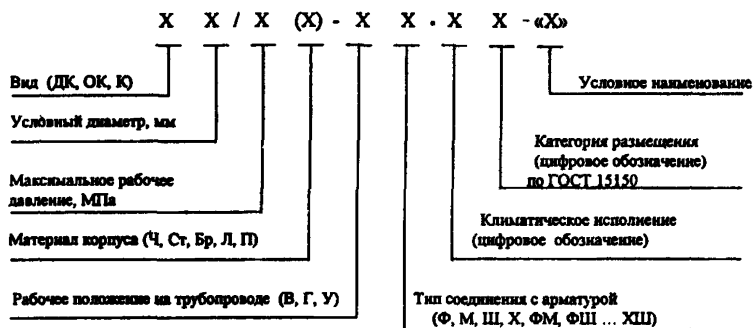 X X / X (X) - X X . X X - «X»
Вид (ДК, ОК, К)
Условное наименование
Условный диаметр, мм
Категория размещения
(цифровое обозначение)
по ГОСТ 15150
Максимальное рабочее
давление, МПа
Климатическое исполнение
(цифровое обозначение)
Материал корпуса (Ч, Ст, Бр, Л, П)
Рабочее положение на трубопроводе (В, Г, У)
Тип соединения с арматурой
(Ф, М, Ш, Х, ФМ, ФШ ... ХШ)